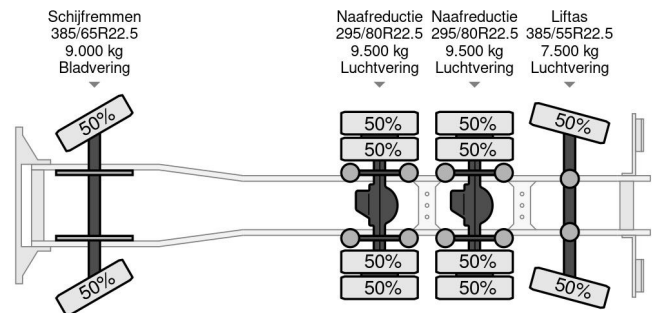 Schijfremmen
385/65R22.5
9.000 kg
Bladvering
Naafreductie
295/80R22.5
9.500 kg
Luchtvering
Naafreductie
295/80R22.5
9.500 kg
Luchtvering
Liftas
385/55R22.5
7.500 kg
Luchtvering
50%
50%
50%
50%
50%
50%
50%
50%
50%
50%
50%
50%